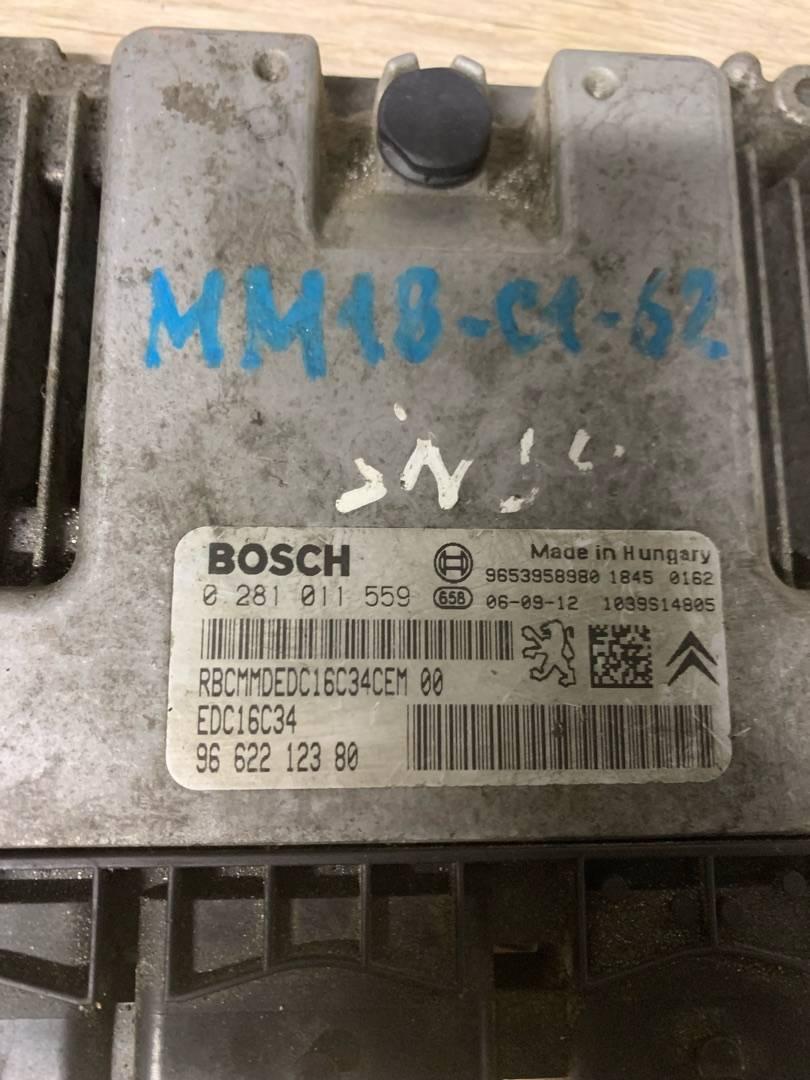 MM18-C1-62
BOSCH
Made in Hungary
9653958980 1845 0162
0 281 011 559
658 06-09-12 1039S14805
RBCMMDEDC16C34CEM 00
EDC16C34
96 622 123 80